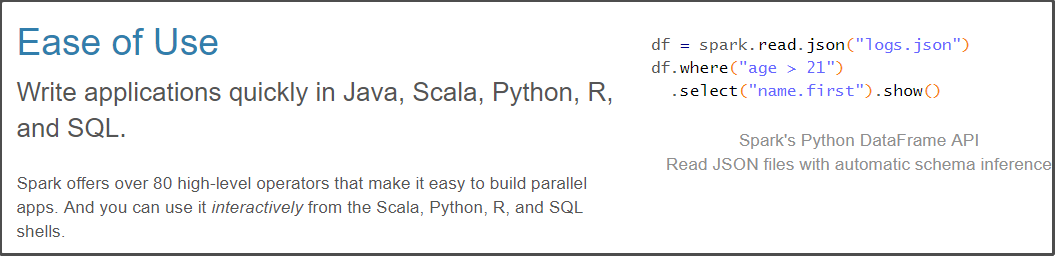 Ease of Use
Write applications quickly in Java, Scala, Python, R,
and SQL.
Spark offers over 80 high-level operators that make it easy to build parallel
apps. And you can use it interactively from the Scala, Python, R, and SQL
shells.
df = spark.read.json("logs.json")
df.where("age > 21")
  .select("name.first").show()
Spark's Python DataFrame API
Read JSON files with automatic schema inference